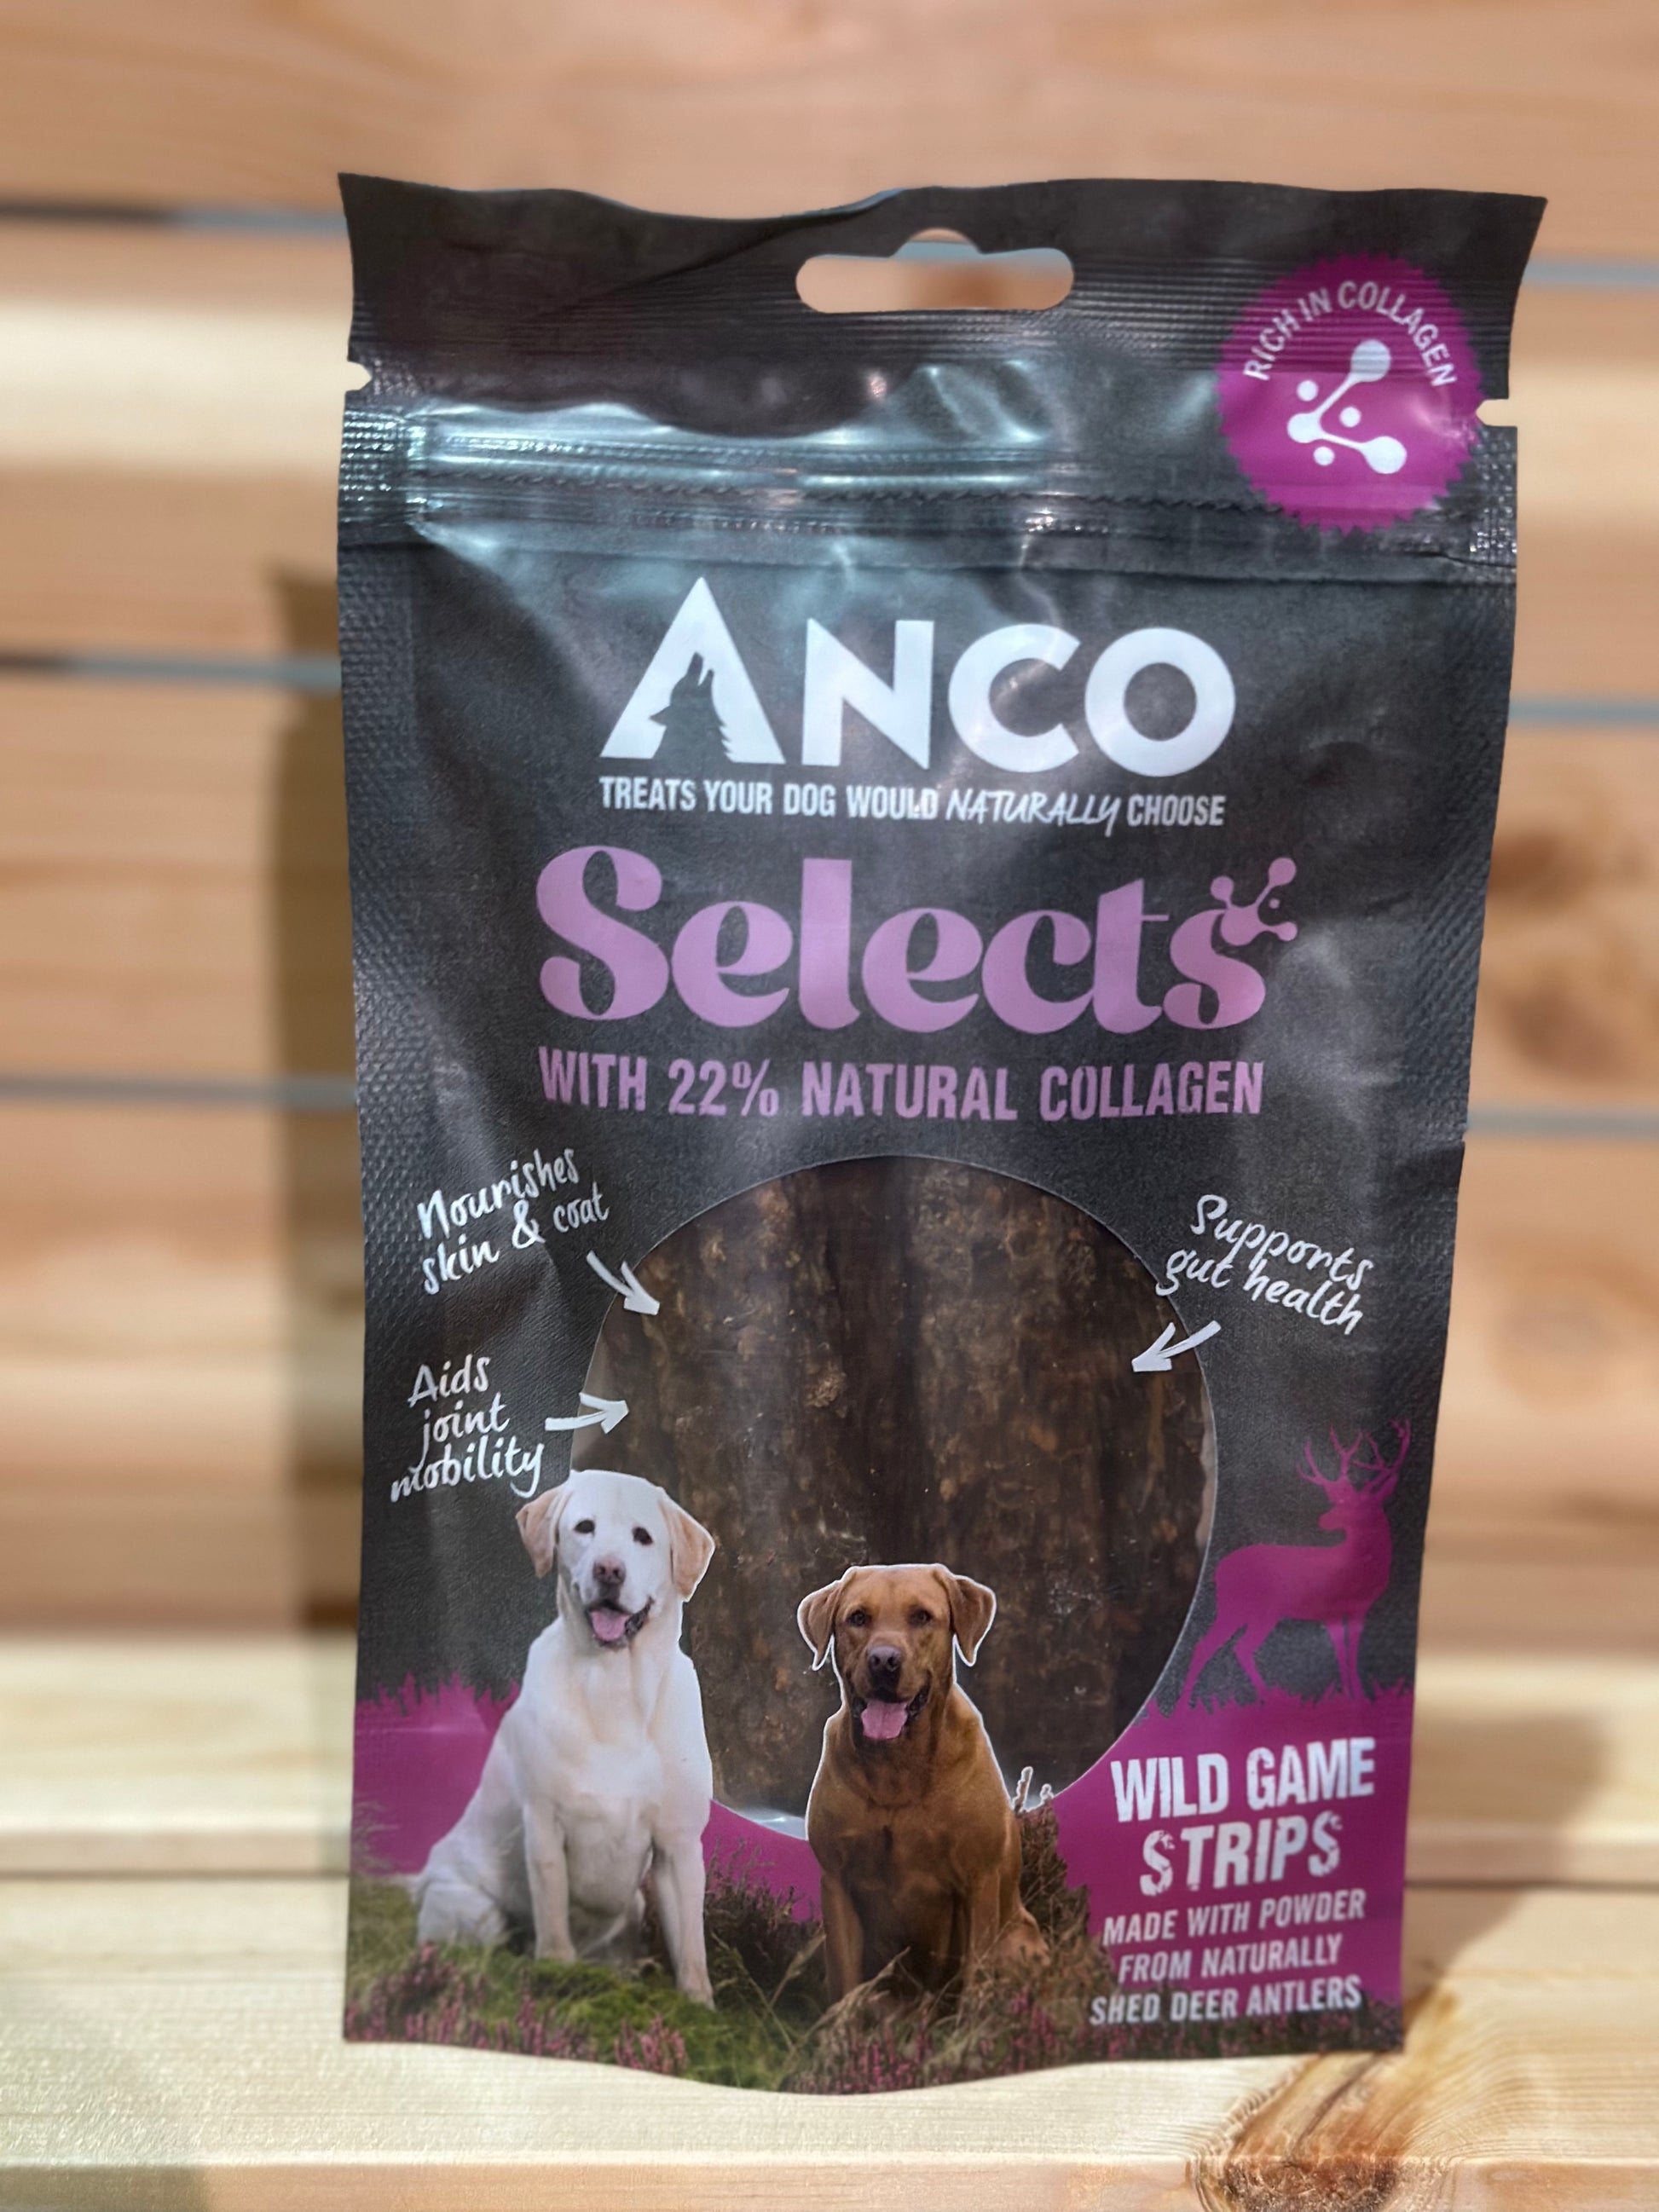 RICH IN COLLAGEN
ANCO
TREATS YOUR DOG WOULD NATURALLY CHOOSE
Selects
WITH 22% NATURAL COLLAGEN
Nourishes
skin & coat
Supports
gut health
Aids
joint
mobility
WILD GAME
STRIPS
MADE WITH POWDER
FROM NATURALLY
SHED DEER ANTLERS